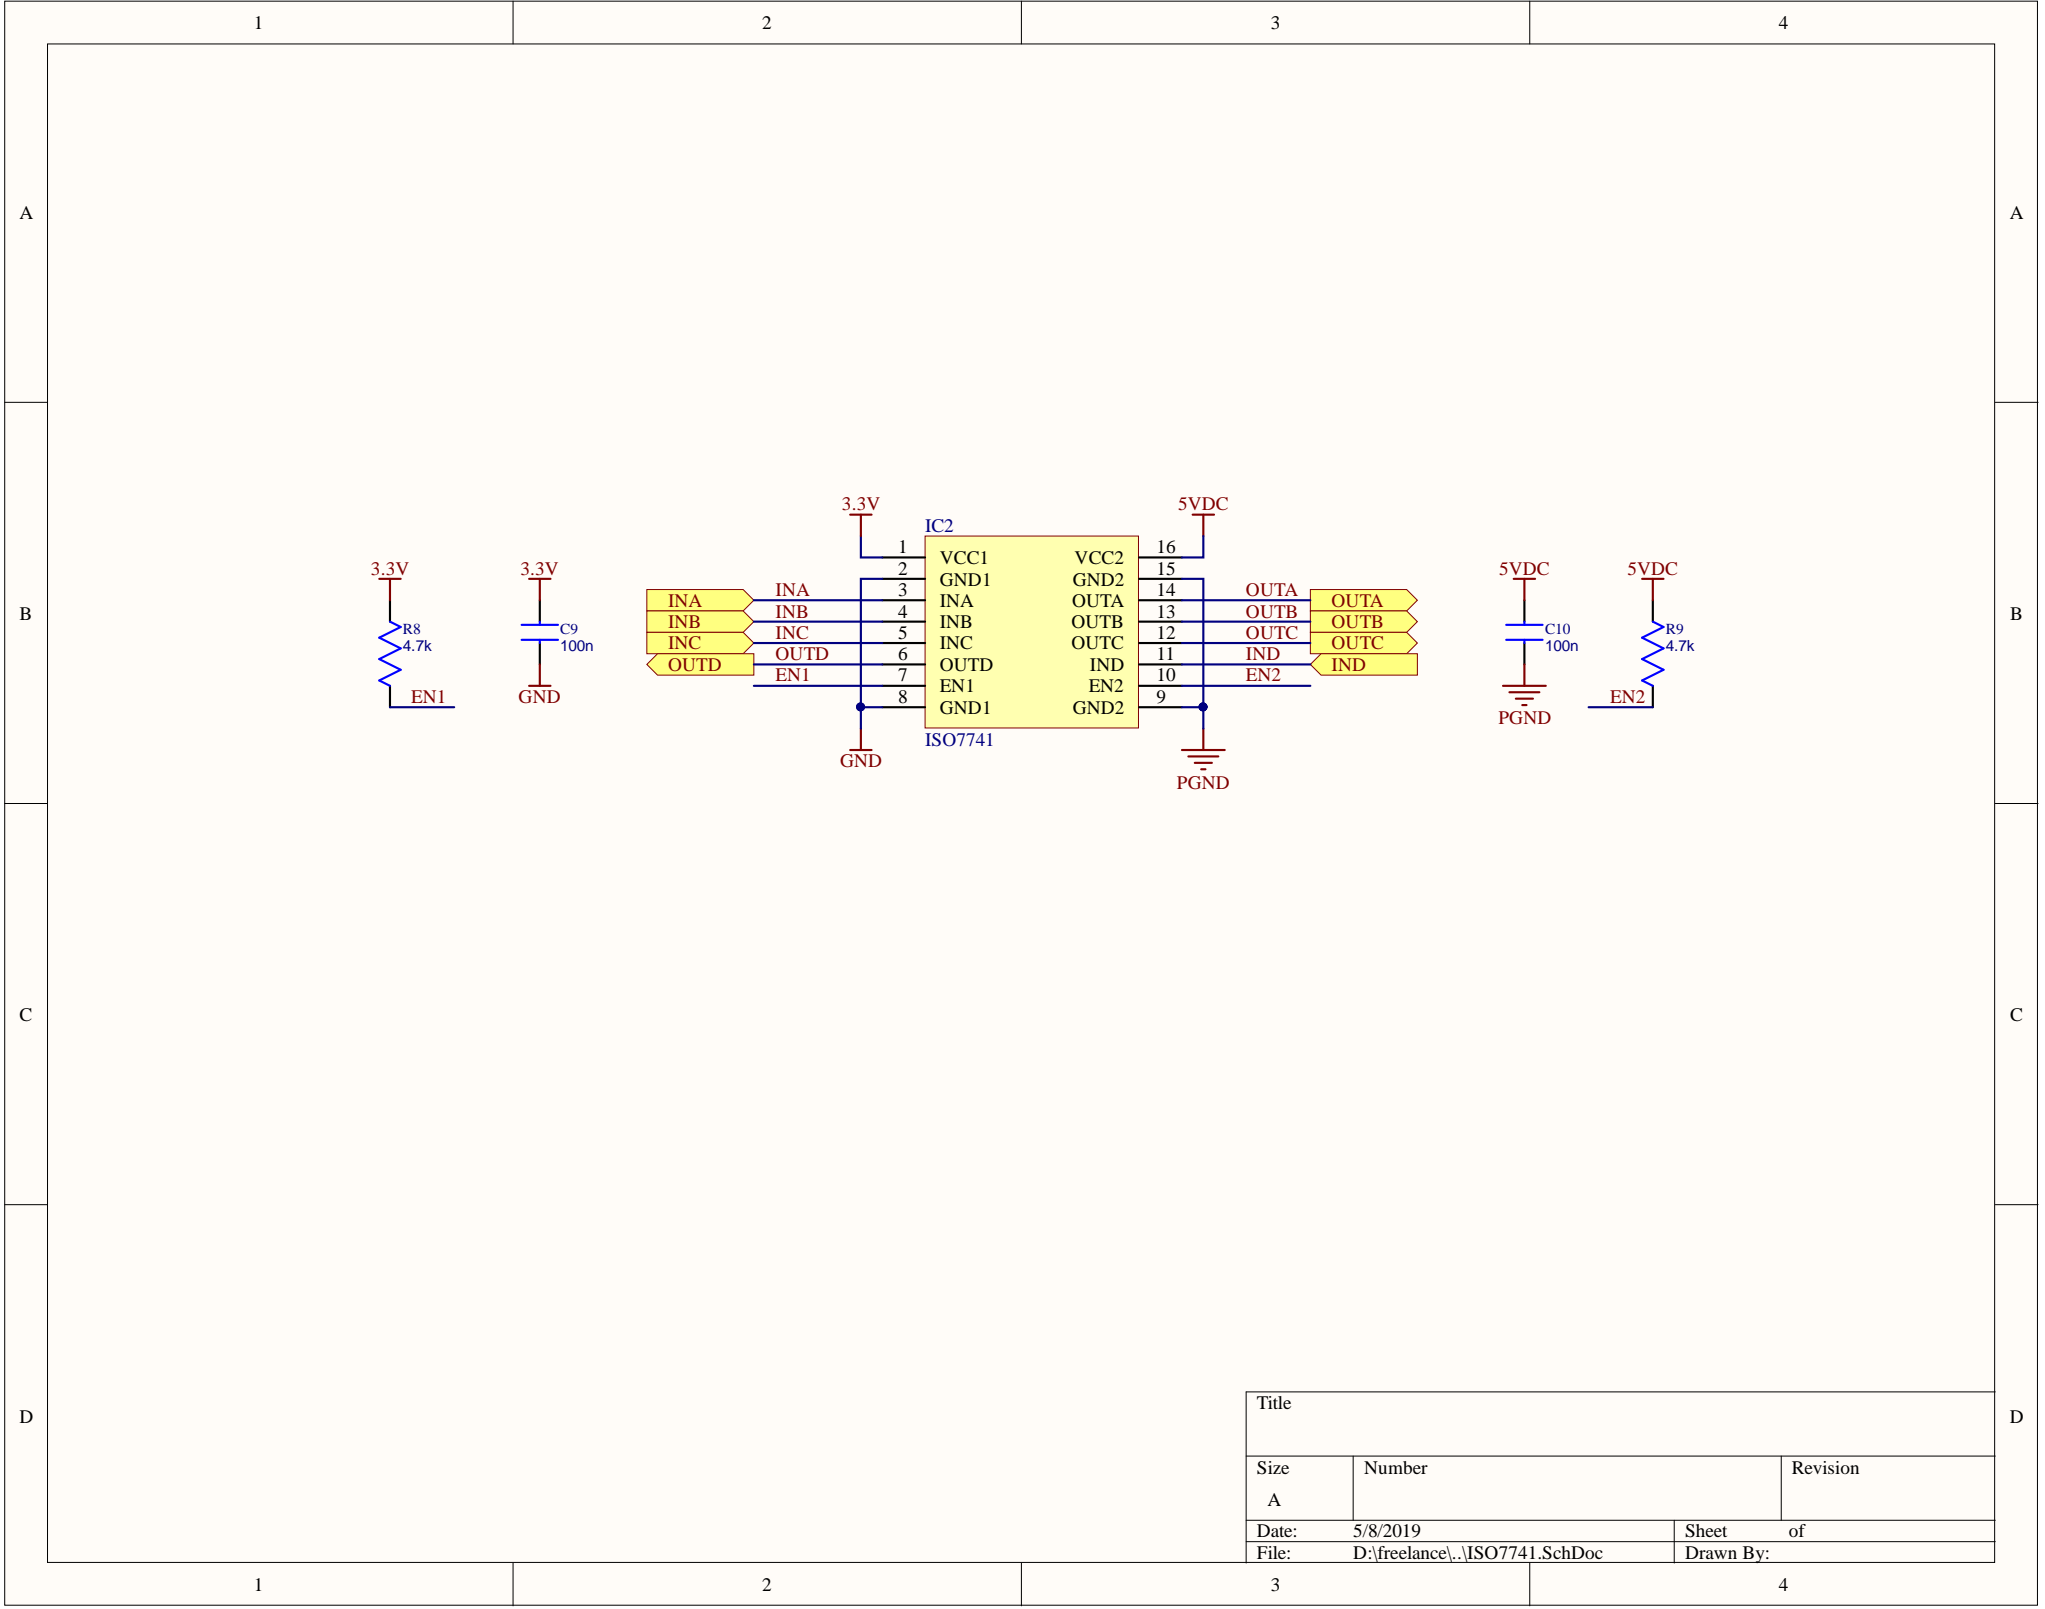 1 2 3 4
A A
3.3V 5VDC
IC2
1 VCC1 VCC2 16
3.3V 3.3V 2 GND1 GND2 15 5VDC 5VDC
INA INA 3 INA OUTA 14 OUTA OUTA
INB INB 4 INB OUTB 13 OUTB OUTB
B B
R8 C9 C10 R9
INC INC 5 INC OUTC 12 OUTC OUTC
4.7k 100n 100n 4.7k
OUTD OUTD 6 OUTD IND 11 IND IND
EN1 7 EN1 EN2 10 EN2
EN1 GND 8 GND1 GND2 9 PGND EN2
ISO7741
GND PGND
C C
Title
D D
Size Number Revision
A
Date: 5/8/2019 Sheet of
File: D:\freelance\..\ISO7741.SchDoc Drawn By:
1 2 3 4